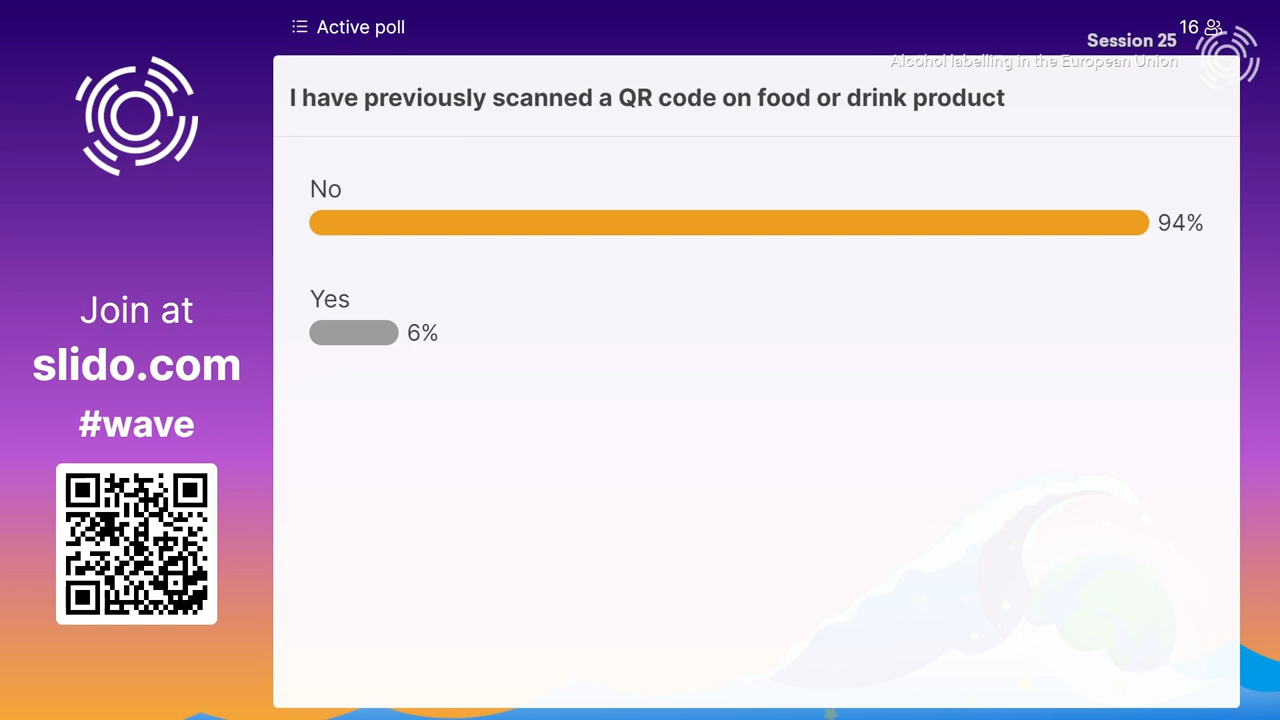 Active poll
16
Session 25
Alcohol labelling in the European Union
I have previously scanned a QR code on food or drink product
No
94%
Yes
6%
Join at
slido.com
#wave